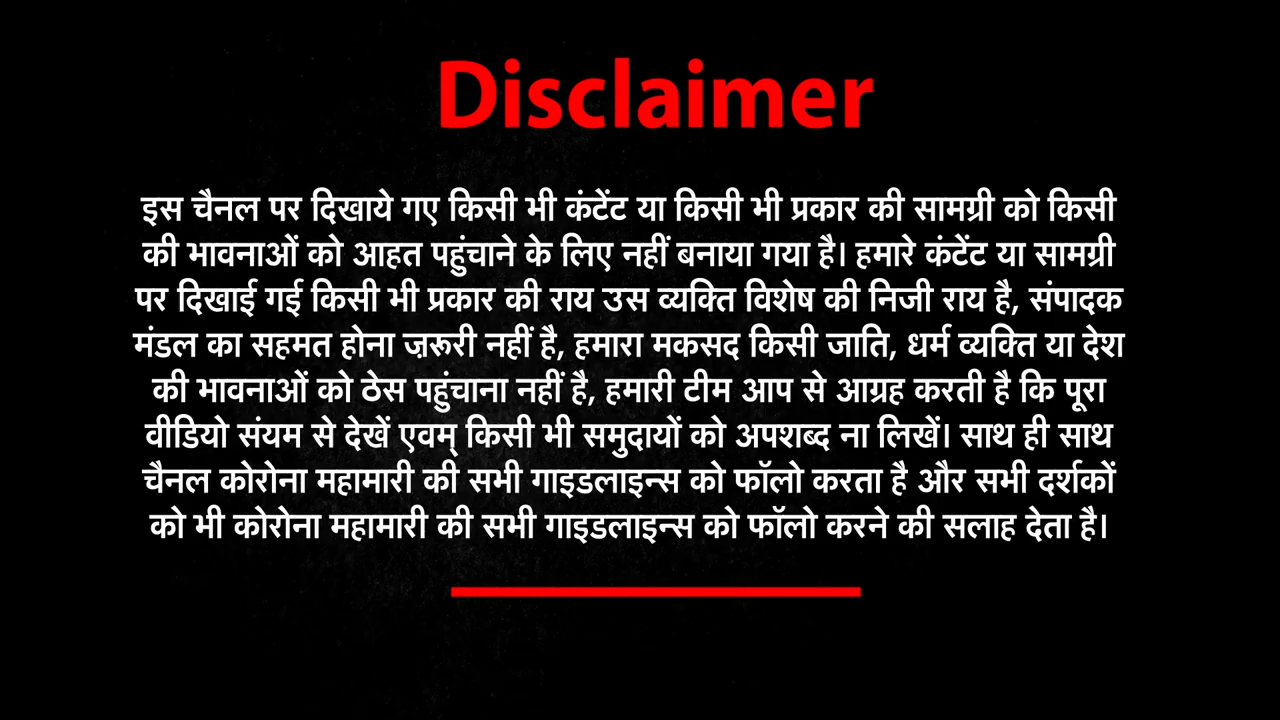 Disclaimer
इस चैनल पर दिखाये गए किसी भी कंटेंट या किसी भी प्रकार की सामग्री को किसी
की भावनाओं को आहत पहुंचाने के लिए नहीं बनाया गया है। हमारे कंटेंट या सामग्री
पर दिखाई गई किसी भी प्रकार की राय उस व्यक्ति विशेष की निजी राय है, संपादक
मंडल का सहमत होना ज़रूरी नहीं है, हमारा मकसद किसी जाति, धर्म व्यक्ति या देश
की भावनाओं को ठेस पहुंचाना नहीं है, हमारी टीम आप से आग्रह करती है कि पूरा
वीडियो संयम से देखें एवम् किसी भी समुदायों को अपशब्द ना लिखें। साथ ही साथ
चैनल कोरोना महामारी की सभी गाइडलाइन्स को फॉलो करता है और सभी दर्शकों
को भी कोरोना महामारी की सभी गाइडलाइन्स को फॉलो करने की सलाह देता है।